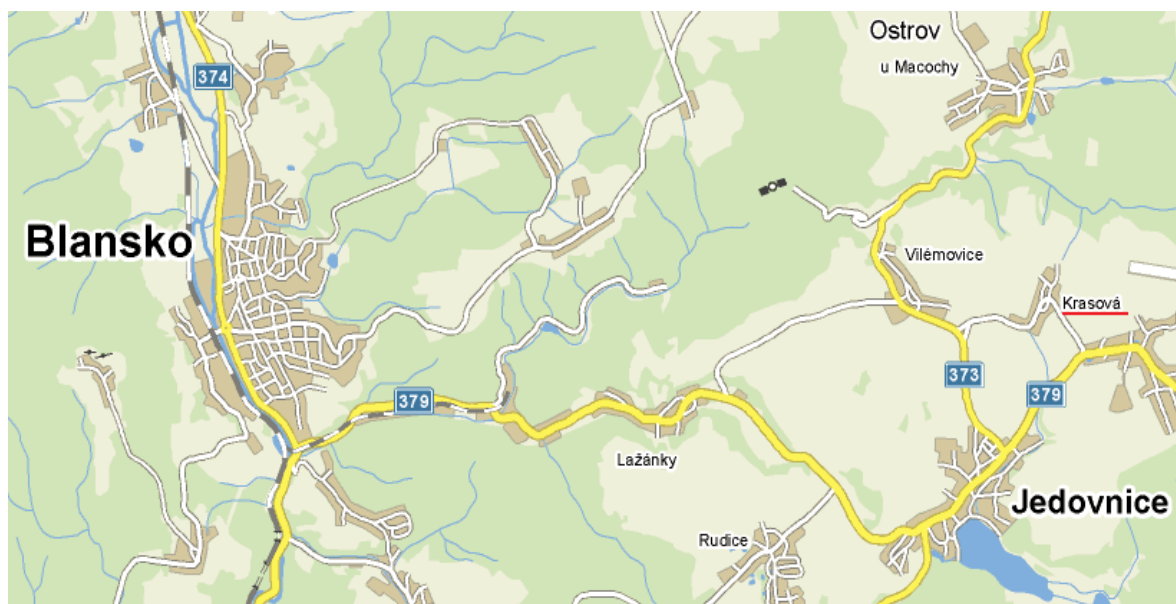 Ostrov
u Macochy
374
Blansko
Vilémovice
Krasová
373
379
379
Lažánky
Jedovnice
Rudice